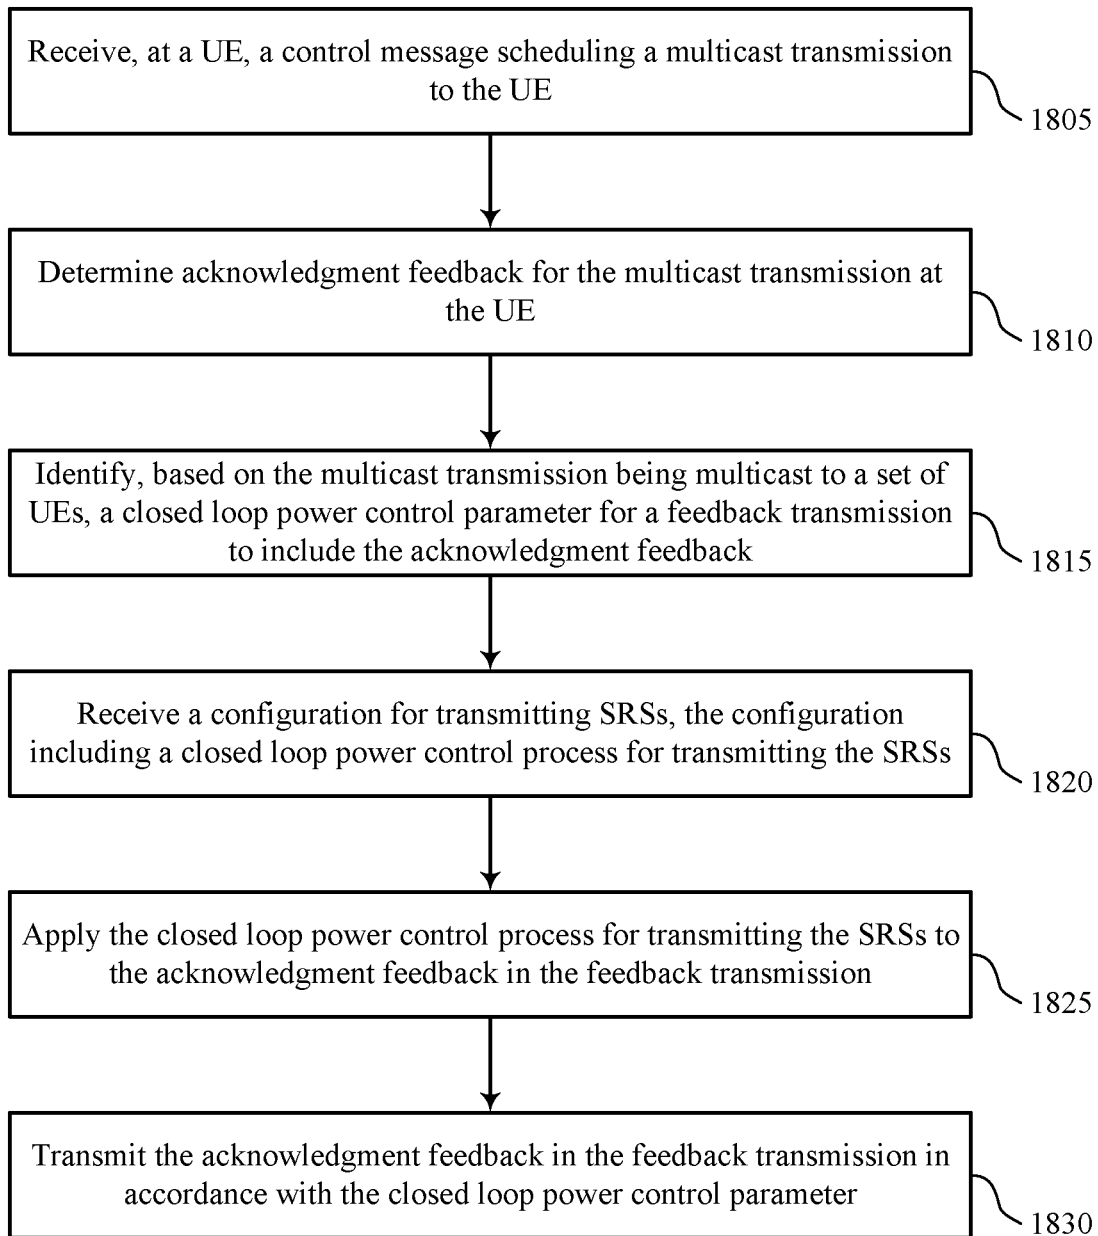 Receive, at a UE, a control message scheduling a multicast transmission
to the UE
1805
Determine acknowledgment feedback for the multicast transmission at
the UE
1810
Identify, based on the multicast transmission being multicast to a set of
UEs, a closed loop power control parameter for a feedback transmission
to include the acknowledgment feedback
1815
Receive a configuration for transmitting SRSs, the configuration
including a closed loop power control process for transmitting the SRSs
1820
Apply the closed loop power control process for transmitting the SRSs to
the acknowledgment feedback in the feedback transmission
1825
Transmit the acknowledgment feedback in the feedback transmission in
accordance with the closed loop power control parameter
1830